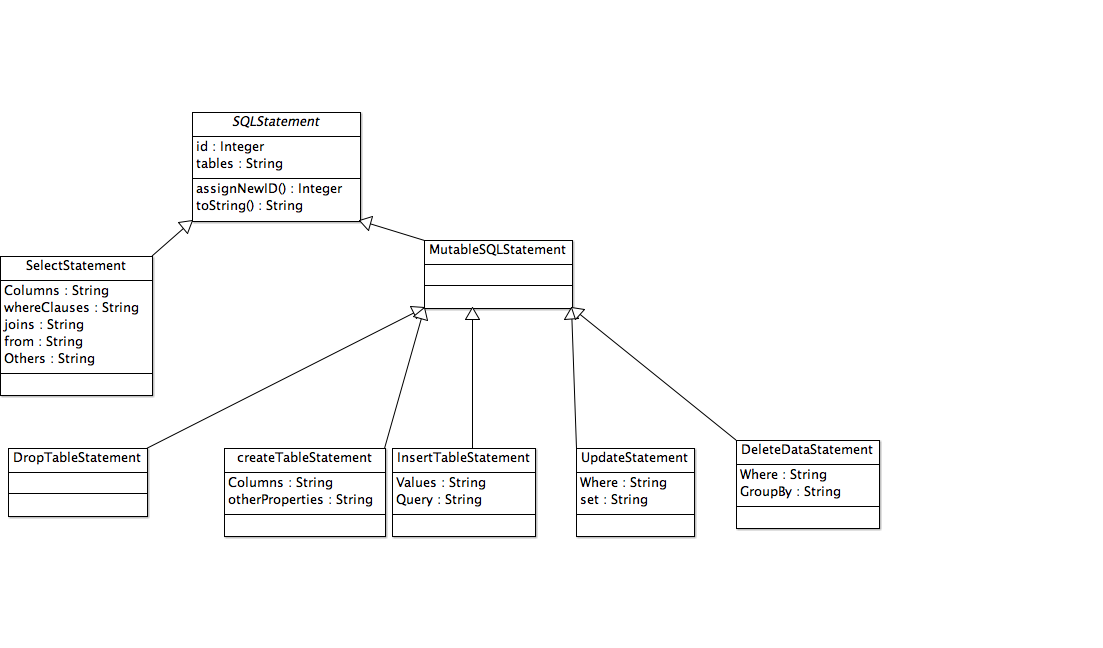 SQLStatement
id : Integer
tables : String
assignNewID() : Integer
toString() : String
MutableSQLStatement
SelectStatement
Columns : String
whereClauses : String
joins : String
from : String
Others : String
DropTableStatement
createTableStatement
Columns : String
otherProperties : String
InsertTableStatement
Values : String
Query : String
UpdateStatement
Where : String
set : String
DeleteDataStatement
Where : String
GroupBy : String